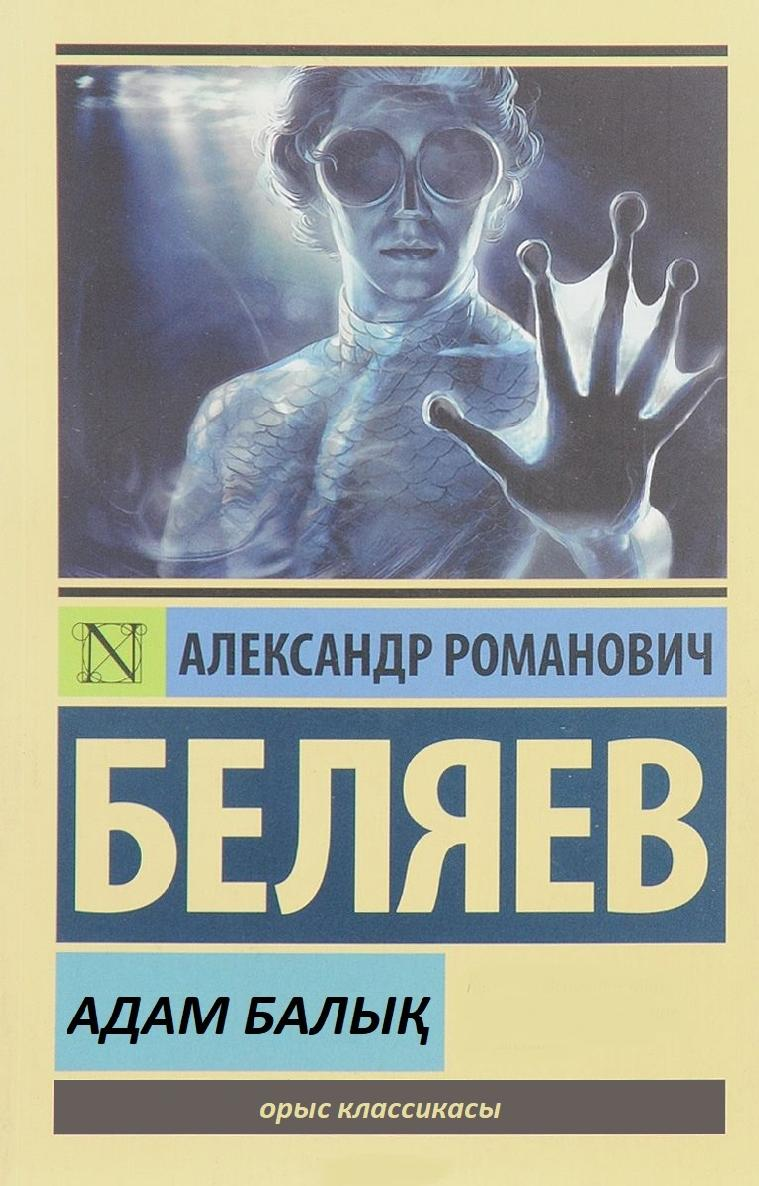 N
АЛЕКСАНДР РОМАНОВИЧ
БЕЛЯЕВ
АДАМ БАЛЫҚ
орыс классикасы